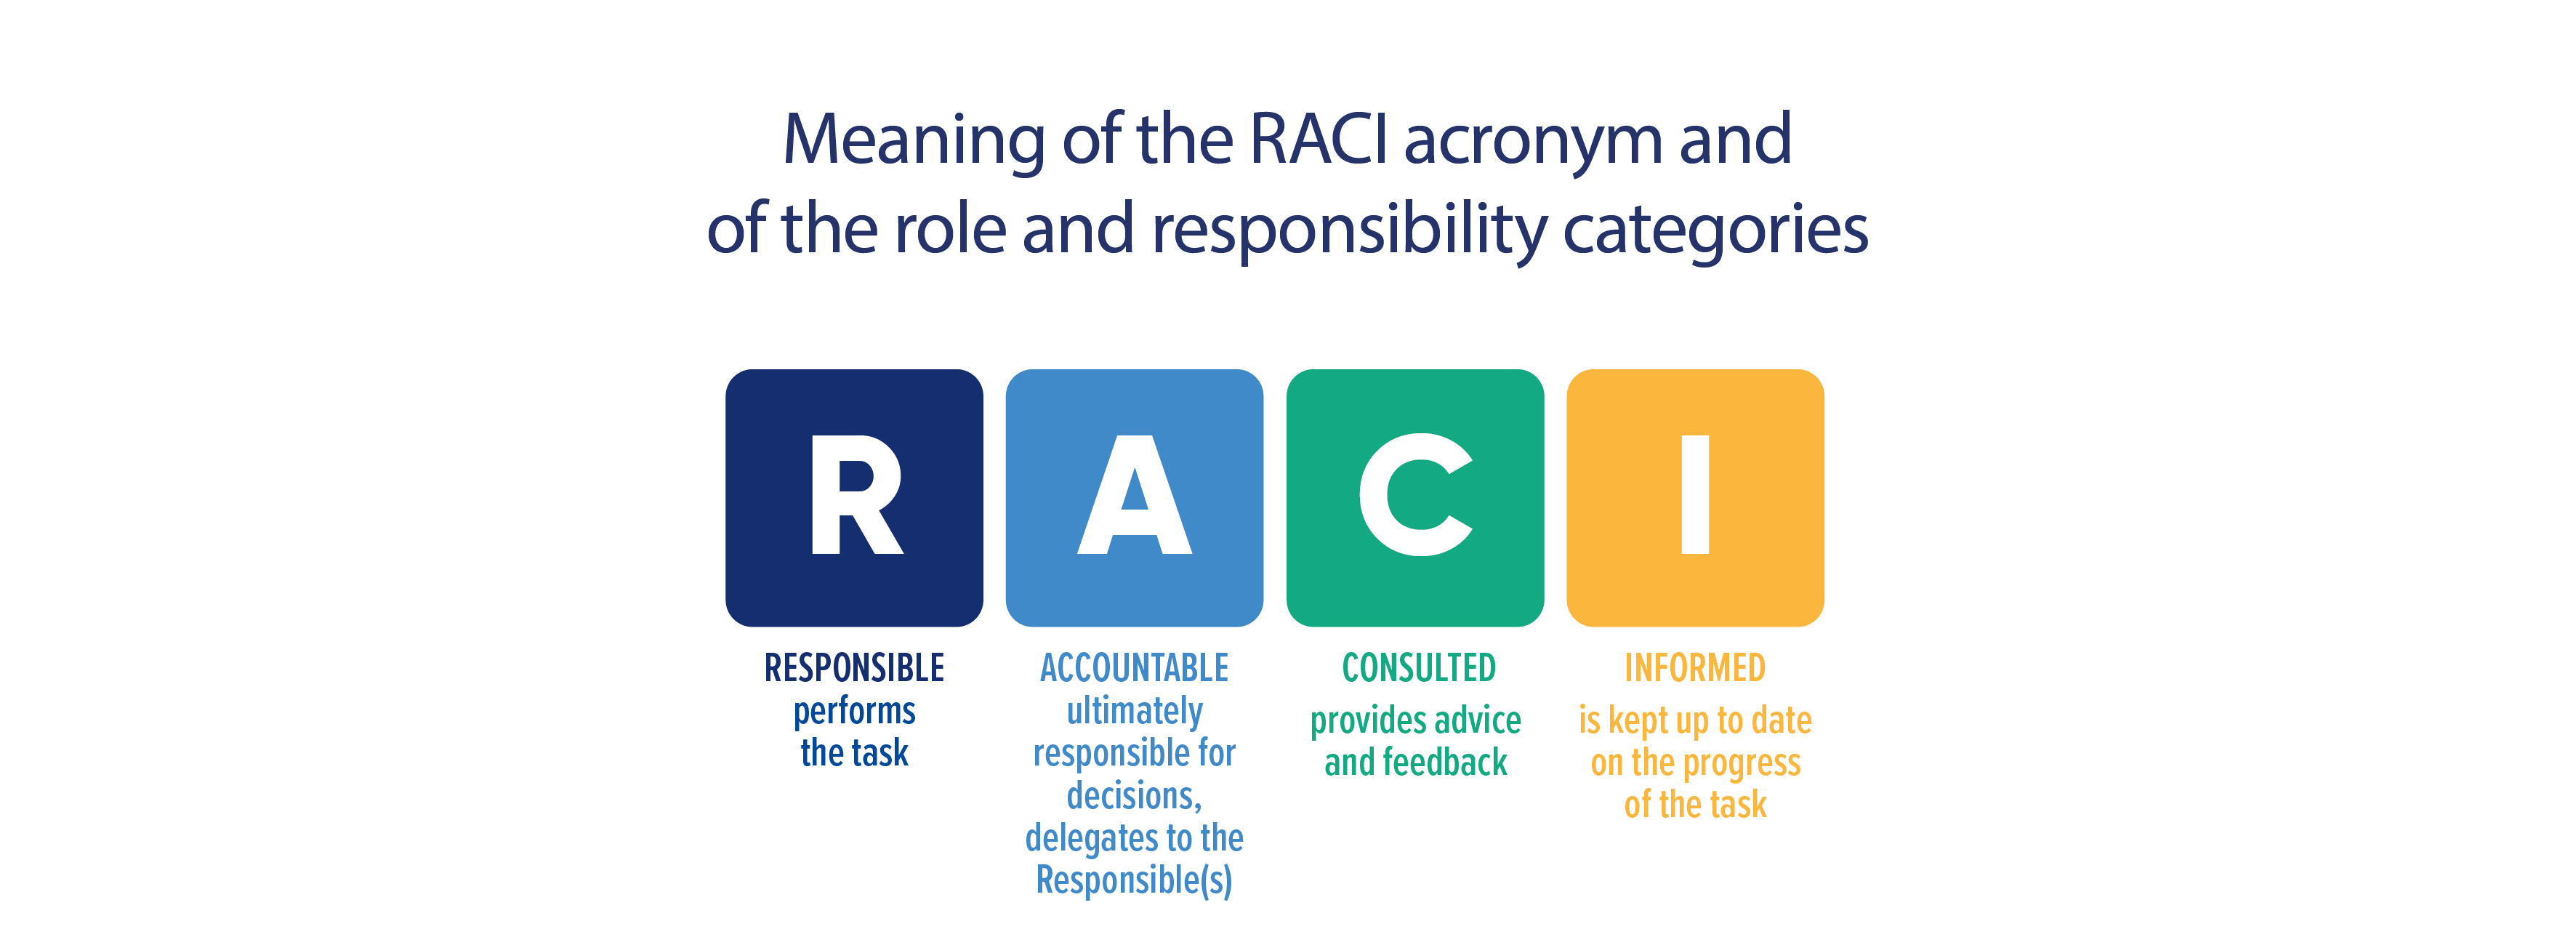 Meaning of the RACI acronym and
of the role and responsibility categories
R
A
C
I
RESPONSIBLE
performs
the task
ACCOUNTABLE
ultimately
responsible for
decisions,
delegates to the
Responsible(s)
CONSULTED
provides advice
and feedback
INFORMED
is kept up to date
on the progress
of the task